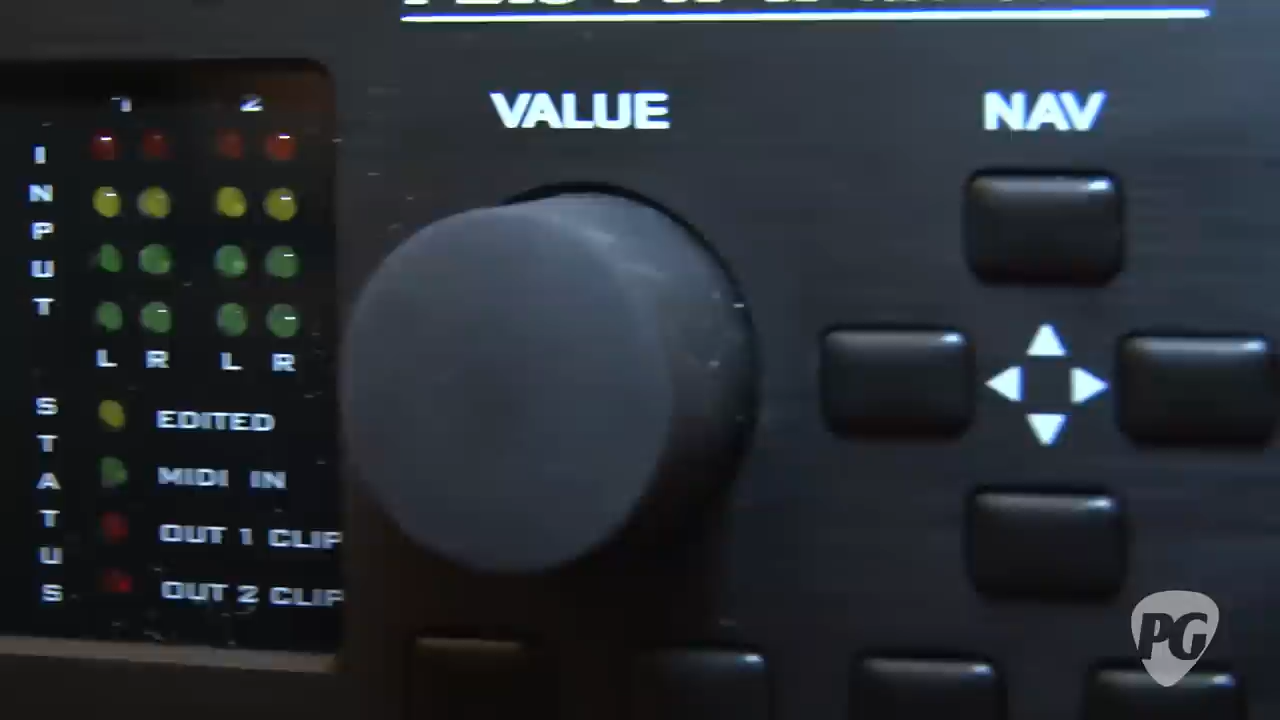 VALUE
NAV
1 2
INPUT
L R L R
STATUS
EDITED
MIDI IN
OUT 1 CLIP
OUT 2 CLIP
PG